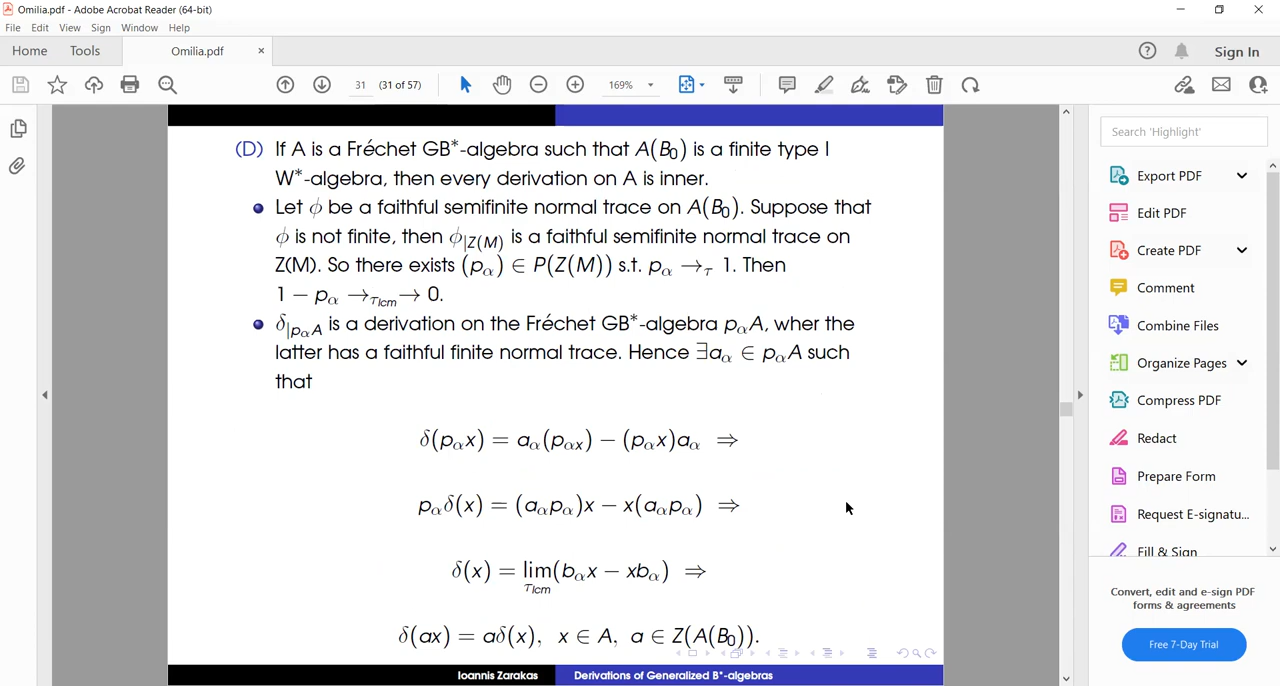 Omilia.pdf - Adobe Acrobat Reader (64-bit)
File Edit View Sign Window Help
Home Tools Omilia.pdf × Sign In
31 (31 of 57) 169%
Search 'Highlight'
Export PDF
Edit PDF
Create PDF
Comment
Combine Files
Organize Pages
Compress PDF
Redact
Prepare Form
Request E-signatu...
Fill & Sign
Convert, edit and e-sign PDF
forms & agreements
Free 7-Day Trial
(D) If A is a Fréchet GB*-algebra such that A(B₀) is a finite type I
W*-algebra, then every derivation on A is inner.
Let ϕ be a faithful semifinite normal trace on A(B₀). Suppose that
ϕ is not finite, then ϕ|Z(M) is a faithful semifinite normal trace on
Z(M). So there exists (pα) ∈ P(Z(M)) s.t. pα →τ 1. Then
1 − pα →τlcm→ 0.
δ|pαA is a derivation on the Fréchet GB*-algebra pαA, wher the
latter has a faithful finite normal trace. Hence ∃aα ∈ pαA such
that
δ(pαx) = aα(pαx) − (pαx)aα ⇒
pαδ(x) = (aαpα)x − x(aαpα) ⇒
δ(x) = lim(bαx − xbα) ⇒
τlcm
δ(ax) = aδ(x), x ∈ A, a ∈ Z(A(B₀)).
Ioannis Zarakas Derivations of Generalized B*-algebras